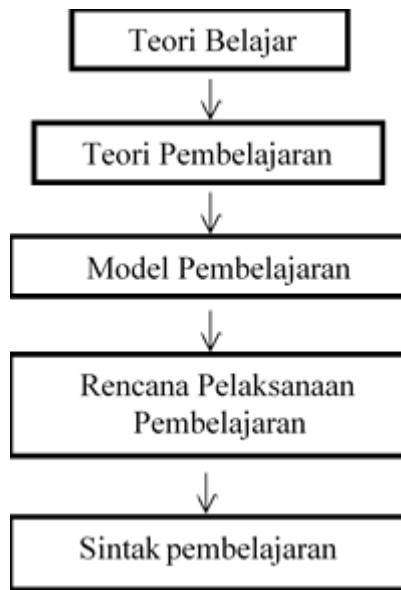 Teori Belajar
Teori Pembelajaran
Model Pembelajaran
Rencana Pelaksanaan
Pembelajaran
Sintak pembelajaran